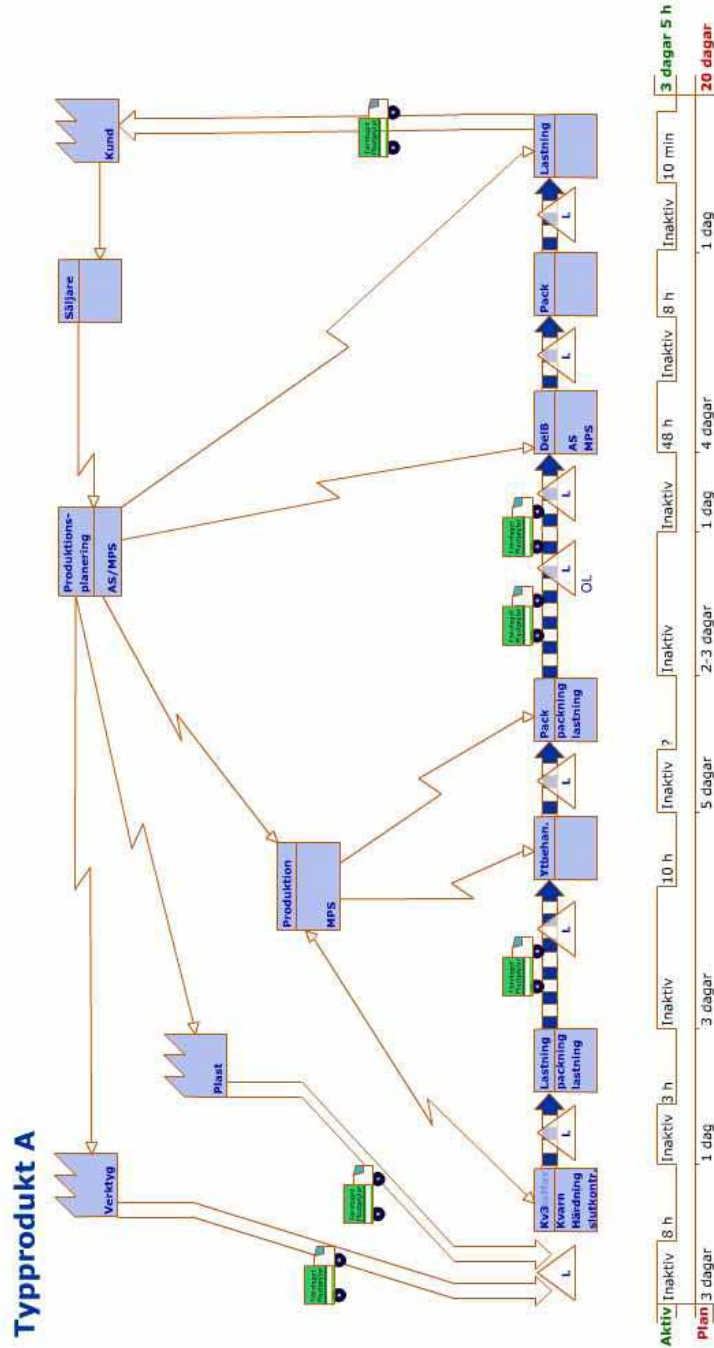 Typprodukt A
Verktyg
Plast
Produktions-
planering
AS/MPS
Säljare
Kund
Produktion
MPS
L
Kv3
Kvarn
Härdning
slutkontr.
L
Lastning
packning
lastning
L
Ytbehan.
L
Pack
packning
lastning
L
OL
L
DelB
AS
MPS
L
Pack
L
Lastning
Aktiv Inaktiv 8 h Inaktiv 3 h Inaktiv 10 h Inaktiv ? Inaktiv Inaktiv 48 h Inaktiv 8 h Inaktiv 10 min 3 dagar 5 h
Plan 3 dagar 1 dag 3 dagar 5 dagar 2-3 dagar 1 dag 4 dagar 1 dag 20 dagar